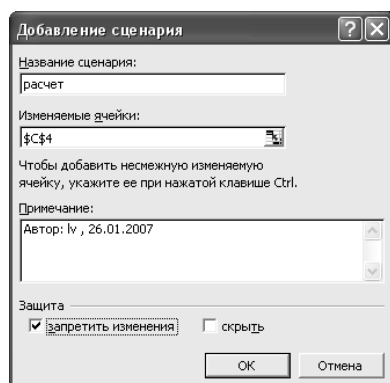 Добавление сценария
Название сценария:
расчет
Изменяемые ячейки:
$C$4
Чтобы добавить несмежную изменяемую
ячейку, укажите ее при нажатой клавише Ctrl.
Примечание:
Автор: lv , 26.01.2007
Защита
запретить изменения скрыть
ОК Отмена